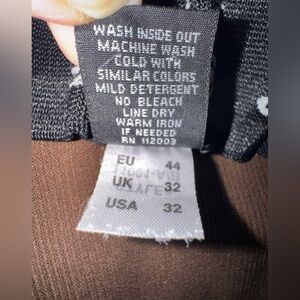 WASH INSIDE OUT
MACHINE WASH
COLD WITH
SIMILAR COLORS
MILD DETERGENT
NO BLEACH
LINE DRY
WARM IRON
IF NEEDED
RN 112003
EU 44
UK 32
USA 32